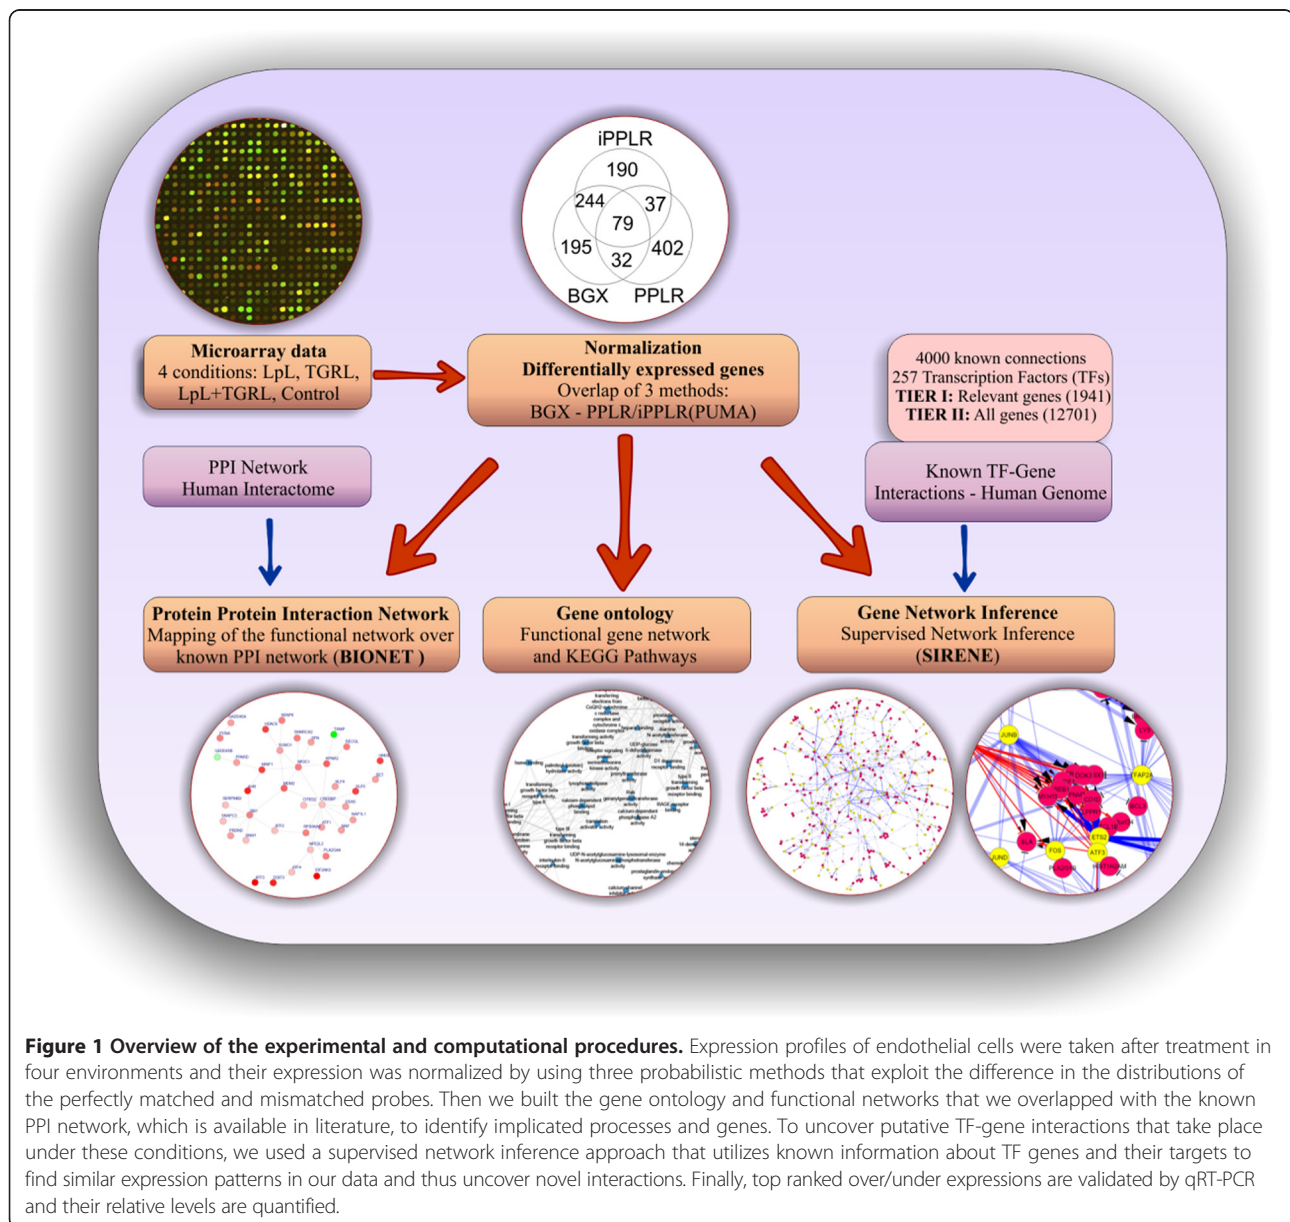 iPPLR
190
244
37
79
195
402
32
BGX
PPLR
Microarray data
4 conditions: LpL, TGRL,
LpL+TGRL, Control
Normalization
Differentially expressed genes
Overlap of 3 methods:
BGX - PPLR/iPPLR(PUMA)
4000 known connections
257 Transcription Factors (TFs)
TIER I: Relevant genes (1941)
TIER II: All genes (12701)
PPI Network
Human Interactome
Known TF-Gene
Interactions - Human Genome
Protein Protein Interaction Network
Mapping of the functional network over
known PPI network (BIONET )
Gene ontology
Functional gene network
and KEGG Pathways
Gene Network Inference
Supervised Network Inference
(SIRENE)
JUNB
ETS2
FOS
ATF3
JUND
Figure 1 Overview of the experimental and computational procedures. Expression profiles of endothelial cells were taken after treatment in
four environments and their expression was normalized by using three probabilistic methods that exploit the difference in the distributions of
the perfectly matched and mismatched probes. Then we built the gene ontology and functional networks that we overlapped with the known
PPI network, which is available in literature, to identify implicated processes and genes. To uncover putative TF-gene interactions that take place
under these conditions, we used a supervised network inference approach that utilizes known information about TF genes and their targets to
find similar expression patterns in our data and thus uncover novel interactions. Finally, top ranked over/under expressions are validated by qRT-PCR
and their relative levels are quantified.